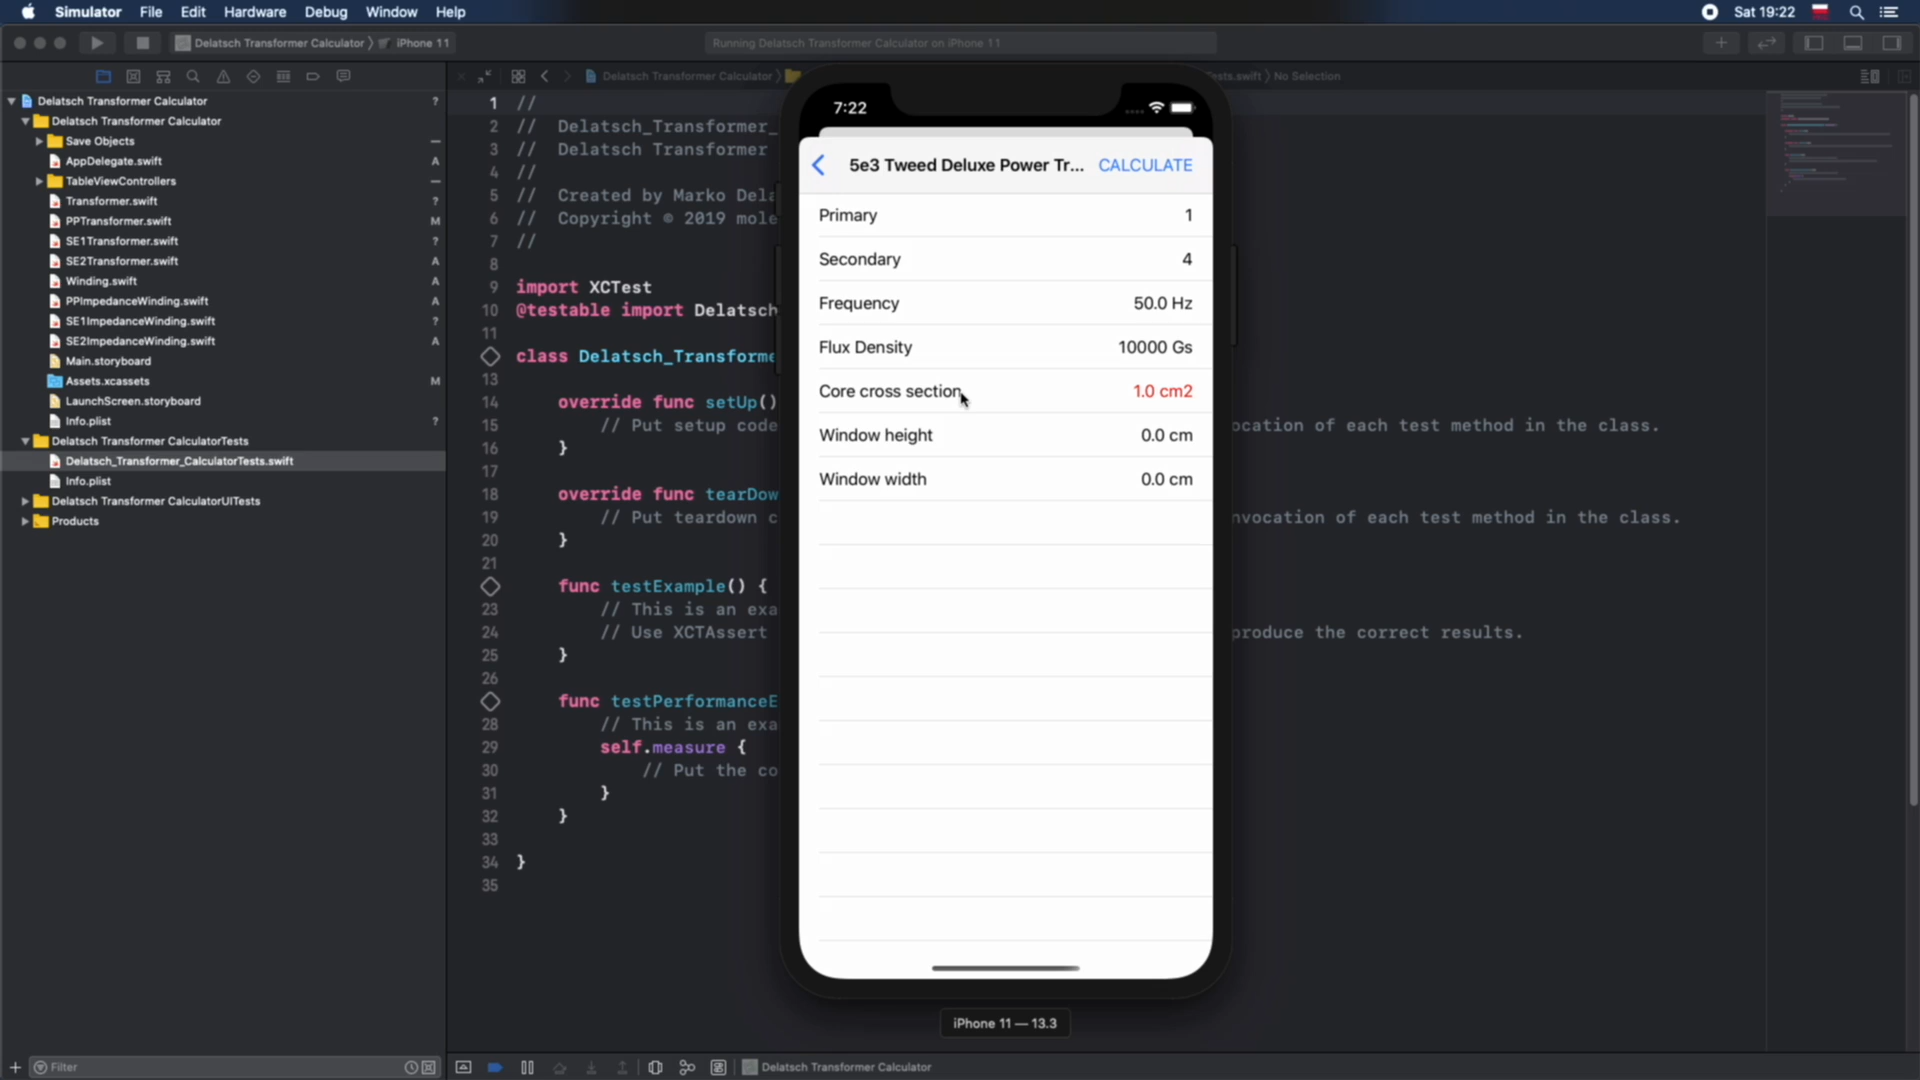 Simulator File Edit Hardware Debug Window Help
Sat 19:22
Delatsch Transformer Calculator 〉 iPhone 11
Running Delatsch Transformer Calculator on iPhone 11
Delatsch Transformer Calculator 〉
Tests.swift 〉 No Selection
Delatsch Transformer Calculator ?
Delatsch Transformer Calculator
Save Objects
AppDelegate.swift A
TableViewControllers
Transformer.swift ?
PPTransformer.swift M
SE1Transformer.swift ?
SE2Transformer.swift A
Winding.swift A
PPImpedanceWinding.swift A
SE1ImpedanceWinding.swift ?
SE2ImpedanceWinding.swift A
Main.storyboard
Assets.xcassets M
LaunchScreen.storyboard
Info.plist ?
Delatsch Transformer CalculatorTests
Delatsch_Transformer_CalculatorTests.swift
Info.plist
Delatsch Transformer CalculatorUITests
Products
Filter
1 //
2 // Delatsch_Transformer_
3 // Delatsch Transformer
4 //
5 // Created by Marko Dela
6 // Copyright © 2019 mole
7 //
8
9 import XCTest
10 @testable import Delatsch
11
class Delatsch_Transforme
13
14 override func setUp()
15 // Put setup code ocation of each test method in the class.
16 }
17
18 override func tearDow
19 // Put teardown c nvocation of each test method in the class.
20 }
21
func testExample() {
23 // This is an exa
24 // Use XCTAssert produce the correct results.
25 }
26
func testPerformanceE
28 // This is an exa
29 self.measure {
30 // Put the co
31 }
32 }
33
34 }
35
7:22
5e3 Tweed Deluxe Power Tr... CALCULATE
Primary 1
Secondary 4
Frequency 50.0 Hz
Flux Density 10000 Gs
Core cross section 1.0 cm2
Window height 0.0 cm
Window width 0.0 cm
iPhone 11 — 13.3
Delatsch Transformer Calculator